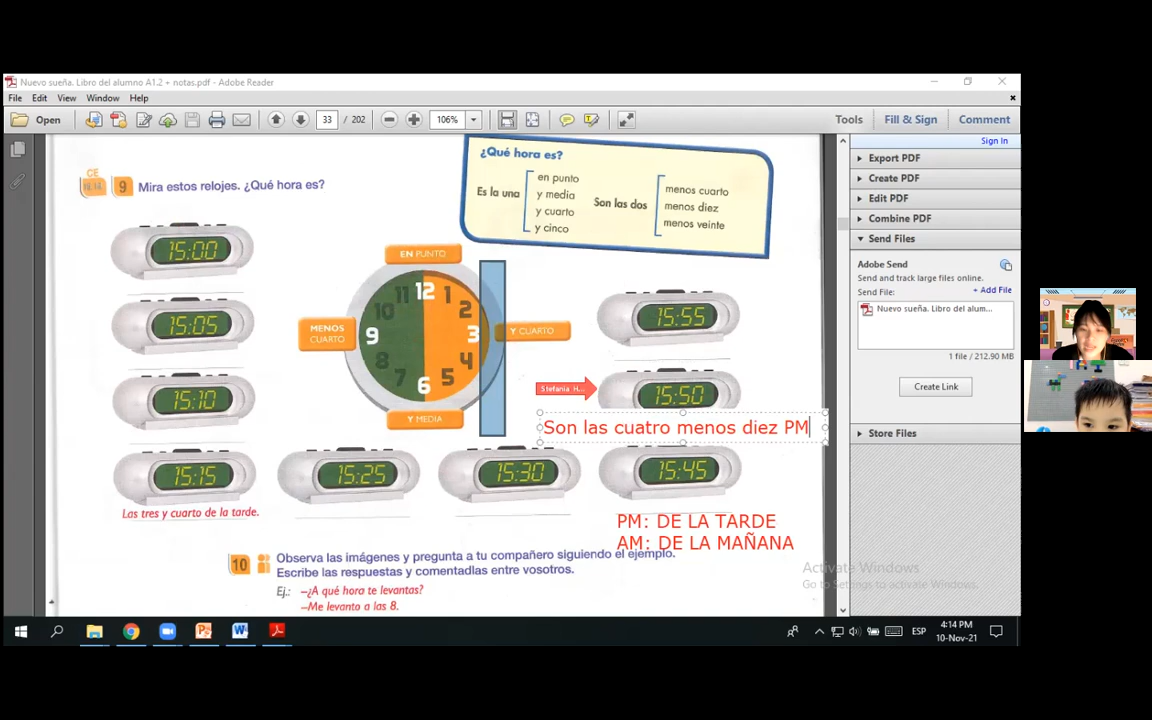 Nuevo sueña. Libro del alumno A1.2 + notas.pdf - Adobe Reader
File Edit View Window Help
Open 33 / 202 106% Tools Fill & Sign Comment
Sign In
Export PDF
Create PDF
Edit PDF
Combine PDF
Send Files
Adobe Send
Send and track large files online.
Send File: + Add File
Nuevo sueña. Libro del alum...
1 file / 212.90 MB
Create Link
Store Files
CE
9 Mira estos relojes. ¿Qué hora es?
¿Qué hora es?
Es la una
en punto
y media
y cuarto
y cinco
Son las dos
menos cuarto
menos diez
menos veinte
15:00
15:05
15:10
15:15
Las tres y cuarto de la tarde.
EN PUNTO
12 1 2 3 4 5 6 7 8 9 10 11
MENOS CUARTO
Y CUARTO
Y MEDIA
15:25
15:30
15:55
Stefania H...
15:50
Son las cuatro menos diez PM
15:45
PM: DE LA TARDE
AM: DE LA MAÑANA
10 Observa las imágenes y pregunta a tu compañero siguiendo el ejemplo.
Escribe las respuestas y comentadlas entre vosotros.
Ej.: –¿A qué hora te levantas?
–Me levanto a las 8.
Activate Windows
Go to Settings to activate Windows.
ESP
4:14 PM
10-Nov-21